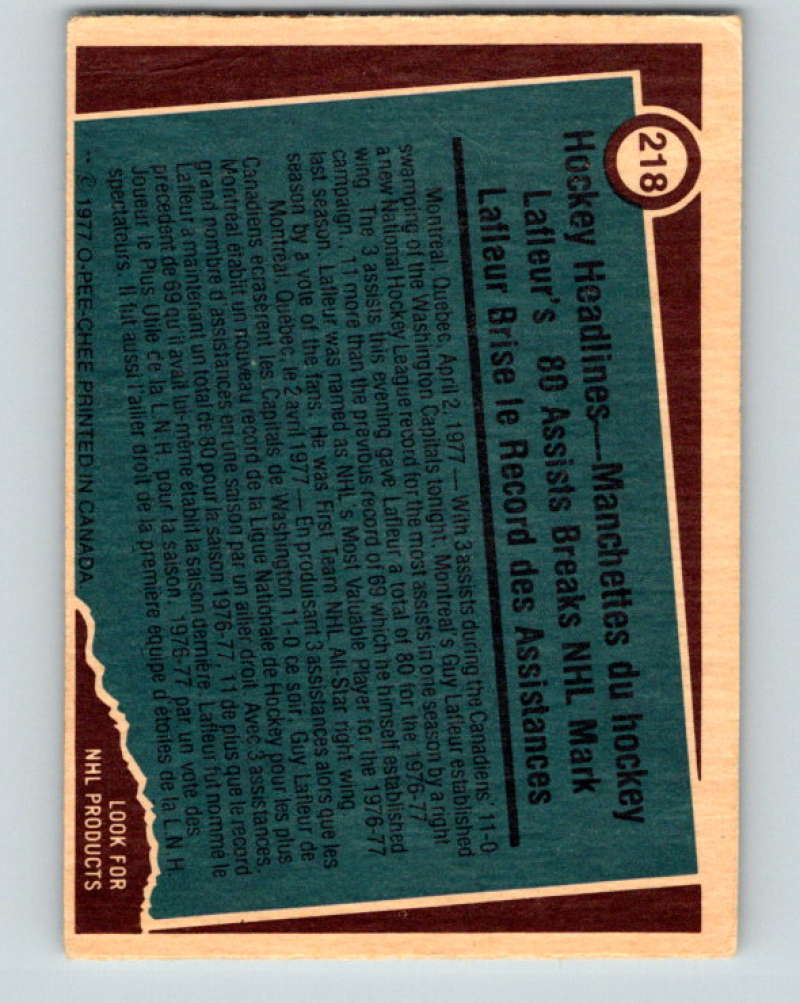 218
Hockey Headlines—Manchettes du hockey
Lafleur's 80 Assists Breaks NHL Mark
Lafleur Brise le Record des Assistances
Montreal, Quebec, April 2, 1977 — With 3 assists during the Canadiens' 11-0
swamping of the Washington Capitals tonight, Montreal's Guy Lafleur established
a new National Hockey League record for the most assists in one season by a right
wing. The 3 assists this evening gave Lafleur a total of 80 for the 1976-77
campaign, 11 more than the previous record of 69 which he himself established
last season. Lafleur was named as NHL's Most Valuable Player for the 1976-77
season by a vote of the fans. He was First Team NHL All-Star right wing
Montréal, Québec, le 2 avril 1977 — En produisant 3 assistances alors que les
Canadiens écrasèrent les Capitals de Washington 11-0 ce soir, Guy Lafleur de
Montréal établit un nouveau record de la Ligue Nationale de Hockey pour les plus
grand nombre d'assistances en une saison par un ailier droit. Avec 3 assistances,
Lafleur a maintenant un total de 80 pour la saison 1976-77, 11 de plus que le record
précédent de 69 qu'il avait lui-même établit la saison dernière. Lafleur fut nommé le
Joueur le Plus Utile de la L.N.H. pour la saison, 1976-77 par un vote des
spectateurs. Il fut aussi l'ailier droit de la première équipe d'étoiles de la L.N.H.
** © 1977 O-PEE-CHEE PRINTED IN CANADA
LOOK FOR
NHL PRODUCTS